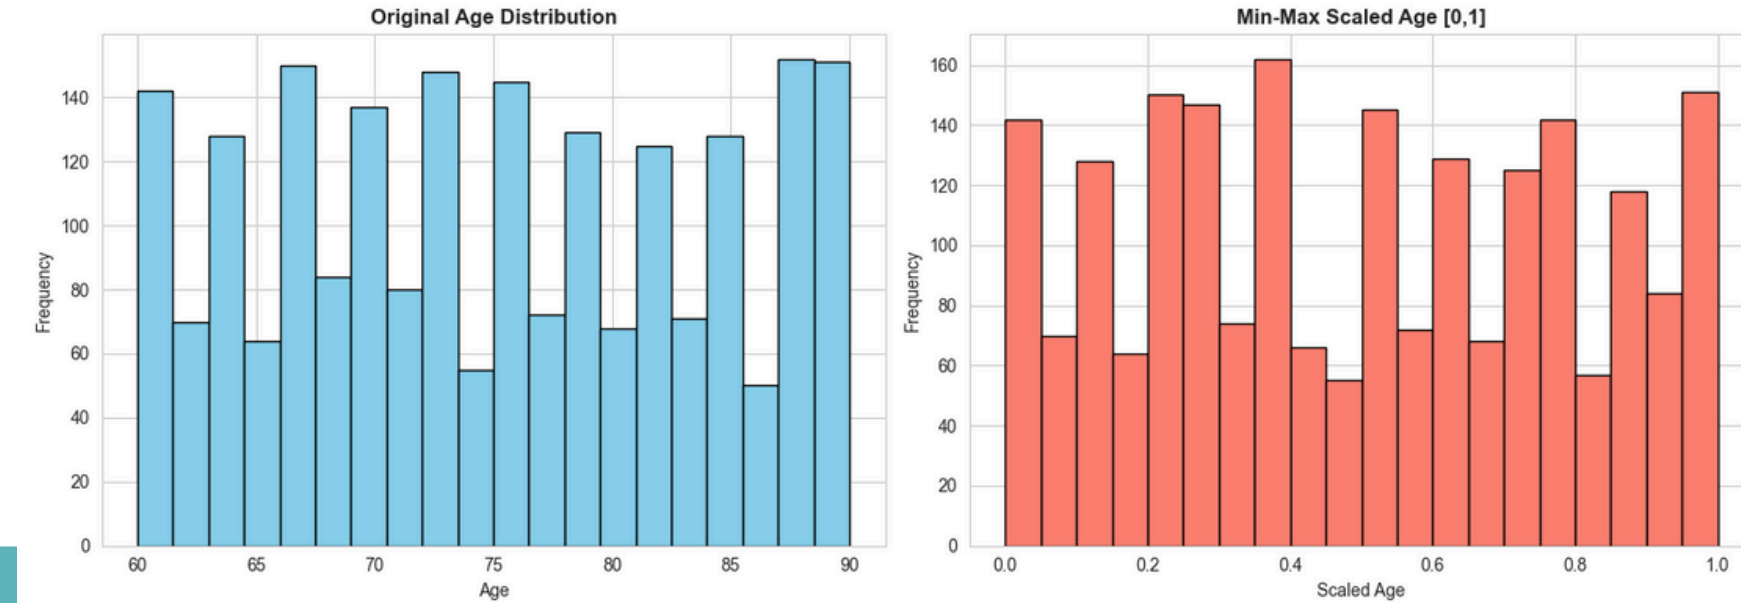 Original Age Distribution
140
120
100
80
60
40
20
0
Frequency
60 65 70 75 80 85 90
Age
Min-Max Scaled Age [0,1]
160
140
120
100
80
60
40
20
0
Frequency
0.0 0.2 0.4 0.6 0.8 1.0
Scaled Age